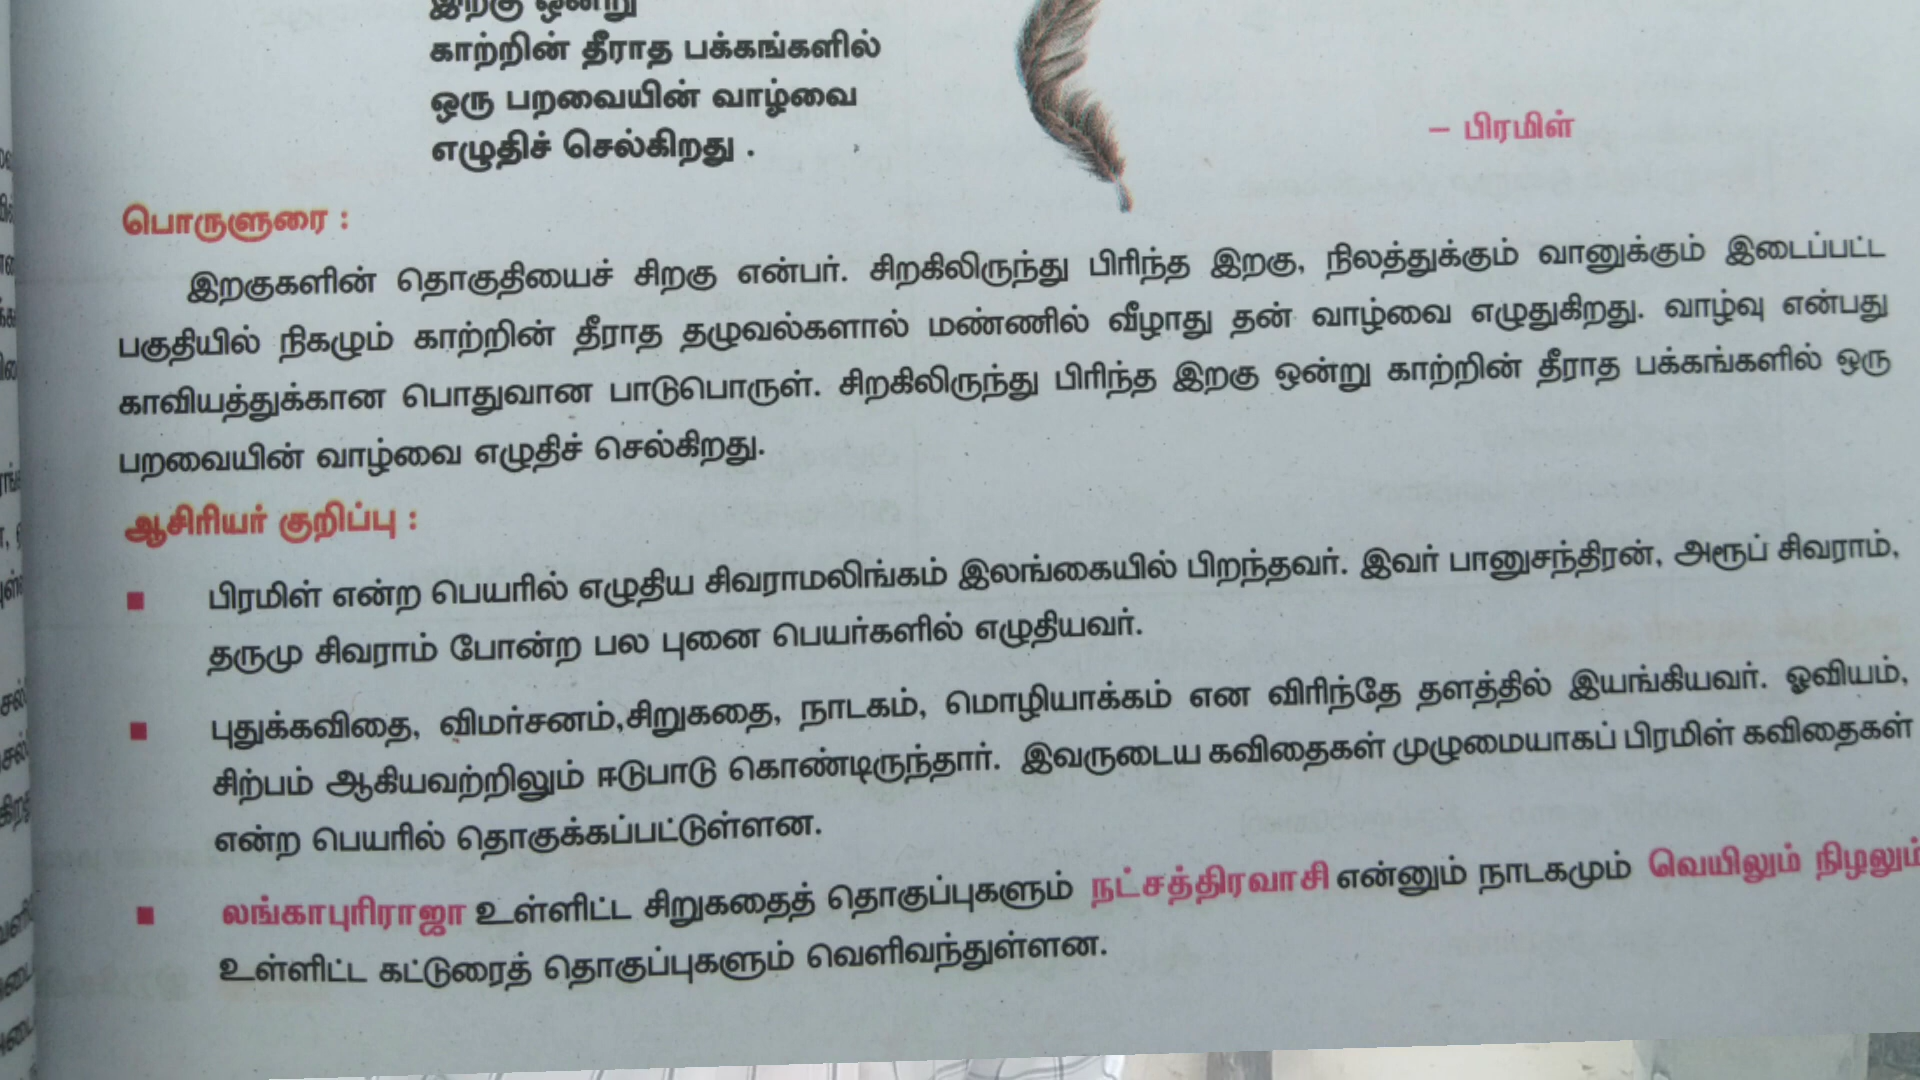 இறகு ஒன்று
காற்றின் தீராத பக்கங்களில்
ஒரு பறவையின் வாழ்வை
எழுதிச் செல்கிறது .
– பிரமிள்
பொருளுரை :
இறகுகளின் தொகுதியைச் சிறகு என்பர். சிறகிலிருந்து பிரிந்த இறகு, நிலத்துக்கும் வானுக்கும் இடைப்பட்ட
பகுதியில் நிகழும் காற்றின் தீராத தழுவல்களால் மண்ணில் வீழாது தன் வாழ்வை எழுதுகிறது. வாழ்வு என்பது
காவியத்துக்கான பொதுவான பாடுபொருள். சிறகிலிருந்து பிரிந்த இறகு ஒன்று காற்றின் தீராத பக்கங்களில் ஒரு
பறவையின் வாழ்வை எழுதிச் செல்கிறது.
ஆசிரியர் குறிப்பு :
■ பிரமிள் என்ற பெயரில் எழுதிய சிவராமலிங்கம் இலங்கையில் பிறந்தவர். இவர் பானுசந்திரன், அரூப் சிவராம்,
தருமு சிவராம் போன்ற பல புனை பெயர்களில் எழுதியவர்.
■ புதுக்கவிதை, விமர்சனம்,சிறுகதை, நாடகம், மொழியாக்கம் என விரிந்தே தளத்தில் இயங்கியவர். ஓவியம்,
சிற்பம் ஆகியவற்றிலும் ஈடுபாடு கொண்டிருந்தார். இவருடைய கவிதைகள் முழுமையாகப் பிரமிள் கவிதைகள்
என்ற பெயரில் தொகுக்கப்பட்டுள்ளன.
■ லங்காபுரிராஜா உள்ளிட்ட சிறுகதைத் தொகுப்புகளும் நட்சத்திரவாசி என்னும் நாடகமும் வெயிலும் நிழலும்
உள்ளிட்ட கட்டுரைத் தொகுப்புகளும் வெளிவந்துள்ளன.